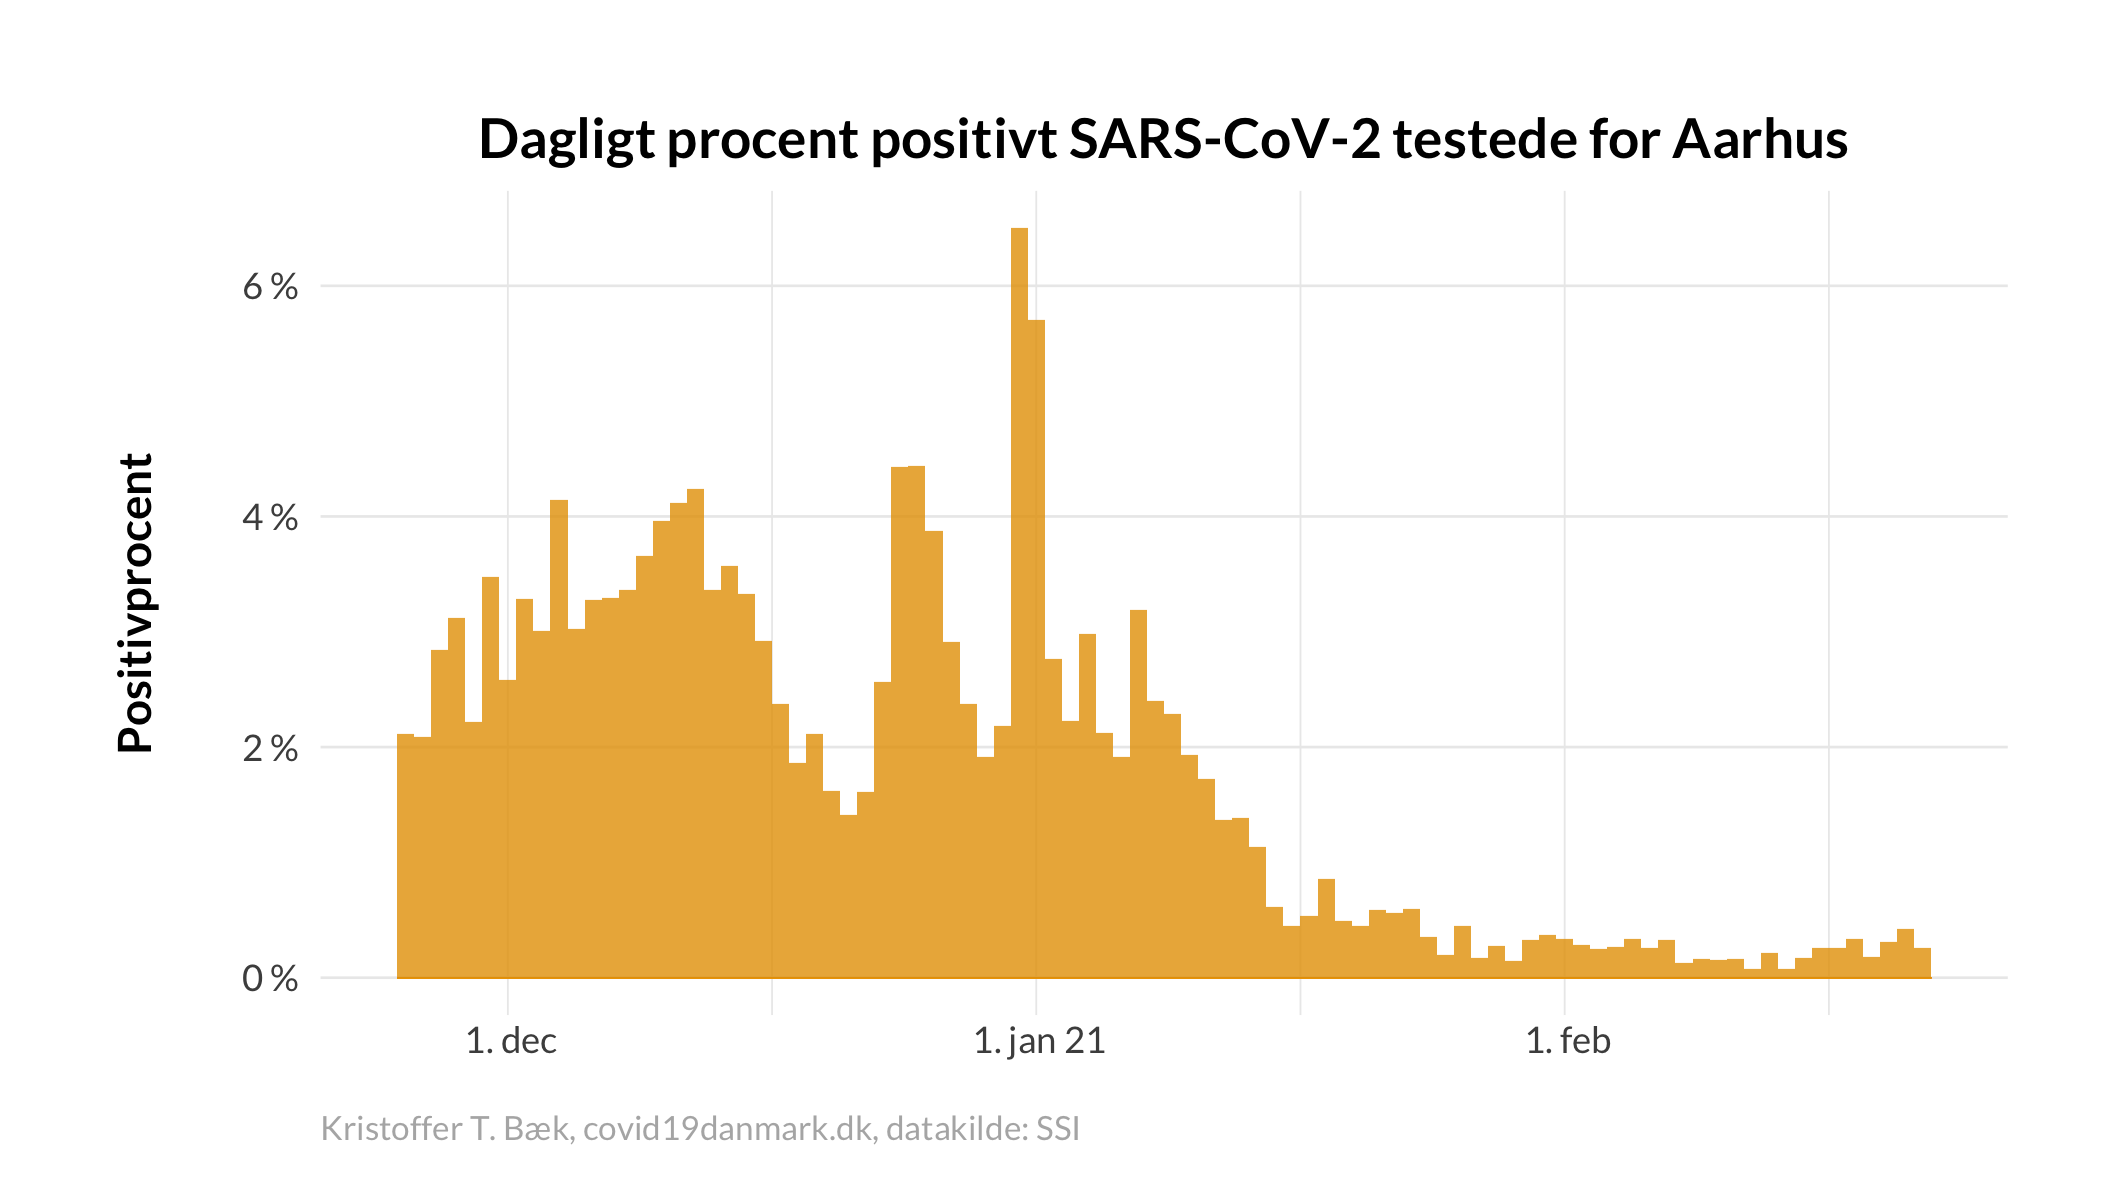 Dagligt procent positivt SARS-CoV-2 testede for Aarhus
Positivprocent
6 %
4 %
2 %
0 %
1. dec
1. jan 21
1. feb
Kristoffer T. Bæk, covid19danmark.dk, datakilde: SSI